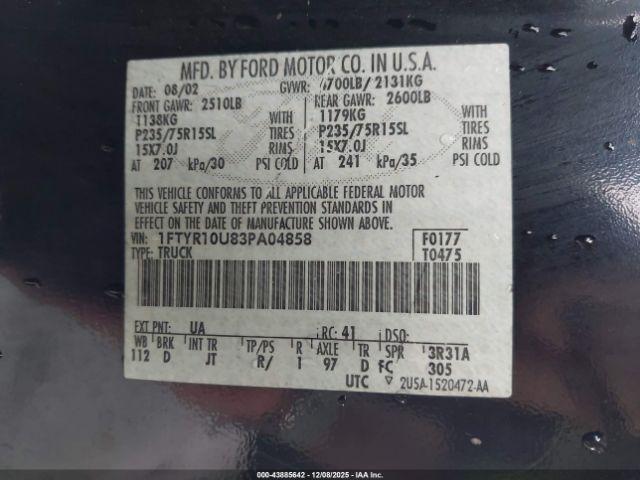 MFD. BY FORD MOTOR CO. IN U.S.A.
DATE: 08/02 GVWR: 4700LB/ 2131KG
FRONT GAWR: 2510LB REAR GAWR: 2600LB
1138KG WITH 1179KG WITH
P235/75R15SL TIRES P235/75R15SL TIRES
15X7.0J RIMS 15X7.0J RIMS
AT 207 kPa/30 PSI COLD AT 241 kPa/35 PSI COLD
THIS VEHICLE CONFORMS TO ALL APPLICABLE FEDERAL MOTOR
VEHICLE SAFETY AND THEFT PREVENTION STANDARDS IN
EFFECT ON THE DATE OF MANUFACTURE SHOWN ABOVE.
VIN: 1FTYR10U83PA04858 F0177
TYPE: TRUCK T0475
EXT PNT: UA RC: 41 DSO:
WB BRK INT TR TP/PS R AXLE TR SPR 3R31A
112 D JT R/ 1 97 D FC 305
UTC ▽ 2U5A-1520472-AA
000-43885642 - 12/08/2025 - IAA Inc.